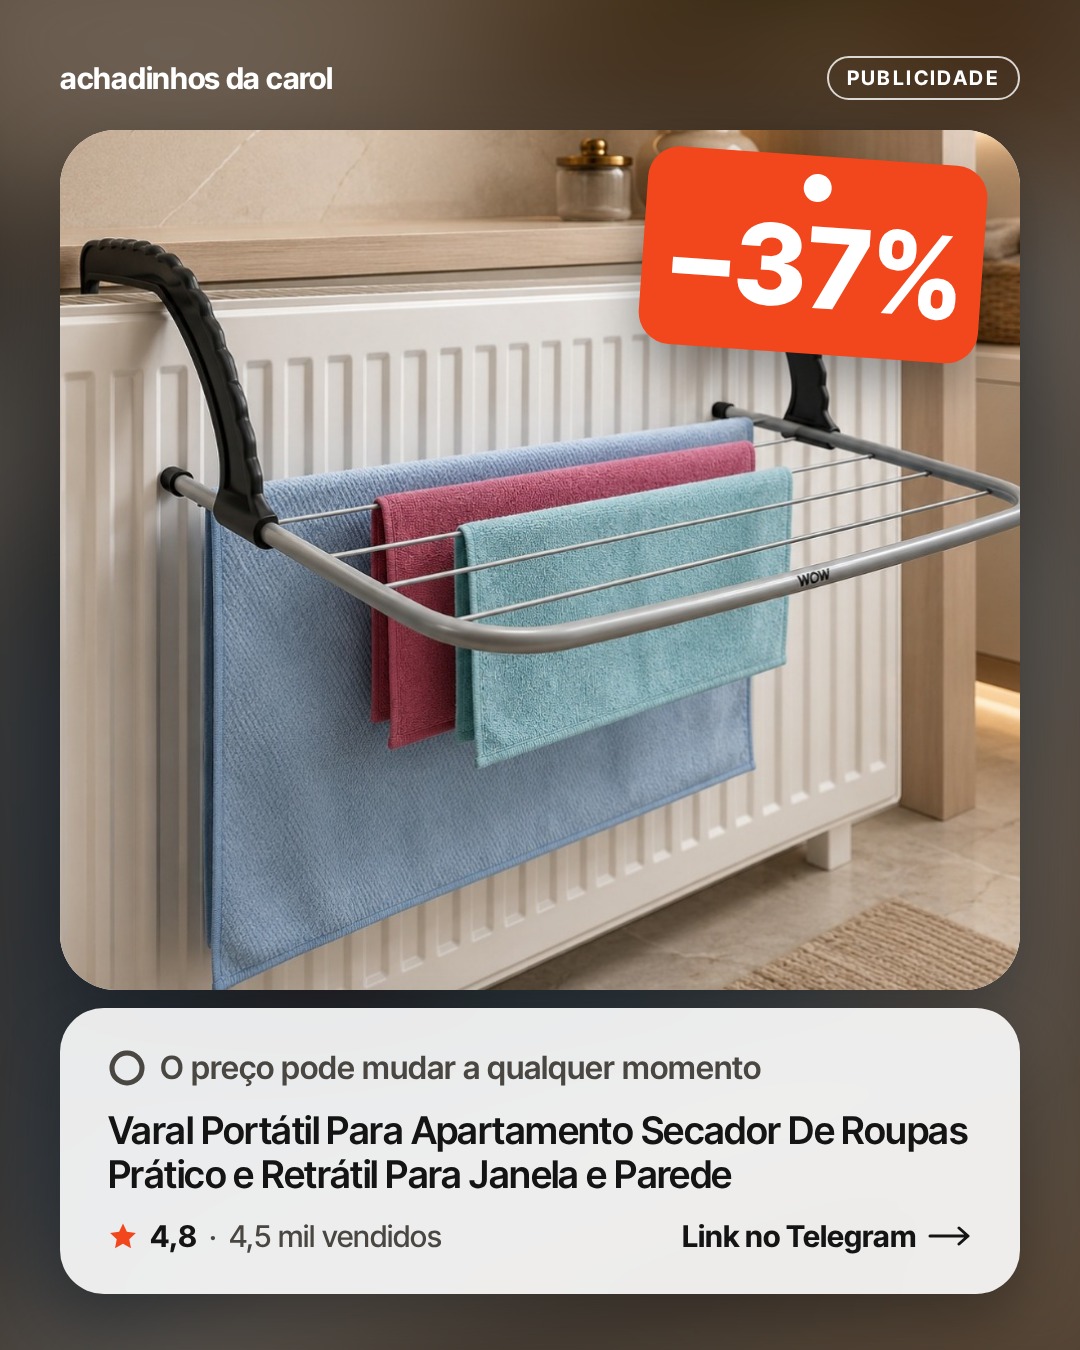 achadinhos da carol
PUBLICIDADE
-37%
WOW
O preço pode mudar a qualquer momento
Varal Portátil Para Apartamento Secador De Roupas
Prático e Retrátil Para Janela e Parede
4,8 · 4,5 mil vendidos
Link no Telegram →